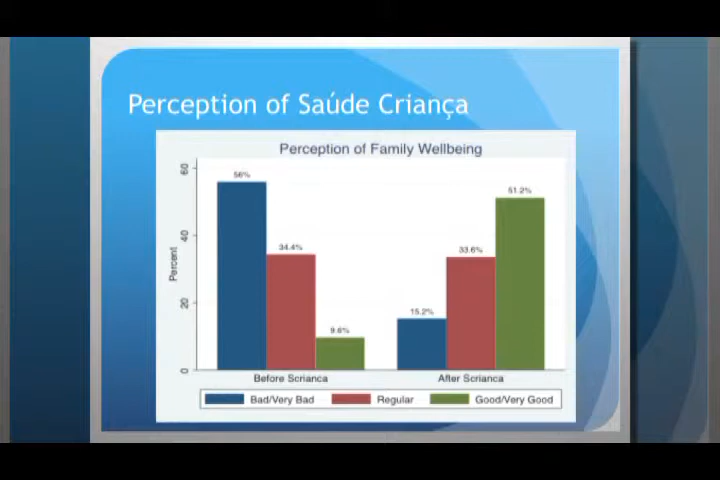 Perception of Saúde Criança
Perception of Family Wellbeing
60
40
20
0
Percent
56%
34.4%
9.6%
15.2%
33.6%
51.2%
Before Scrianca
After Scrianca
Bad/Very Bad
Regular
Good/Very Good